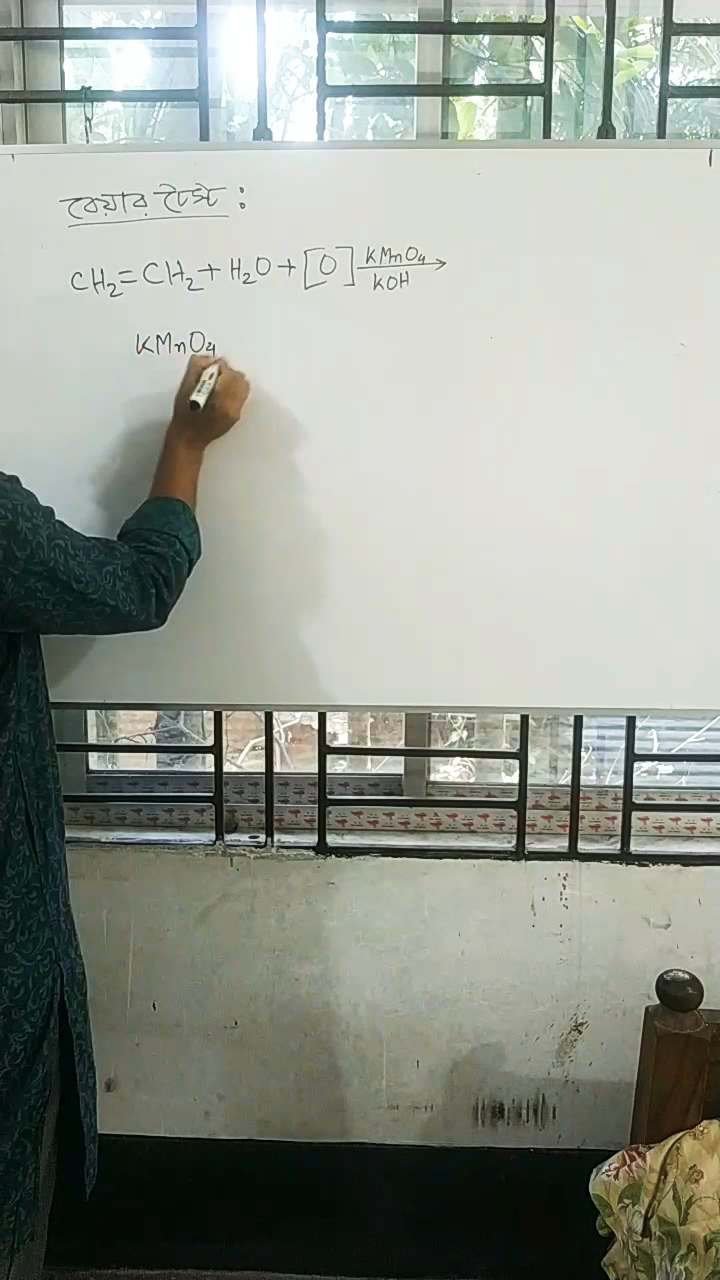 বেয়ার টেস্ট :
CH₂=CH₂ + H₂O + [O] KMnO₄ / KOH →
KMnO₄